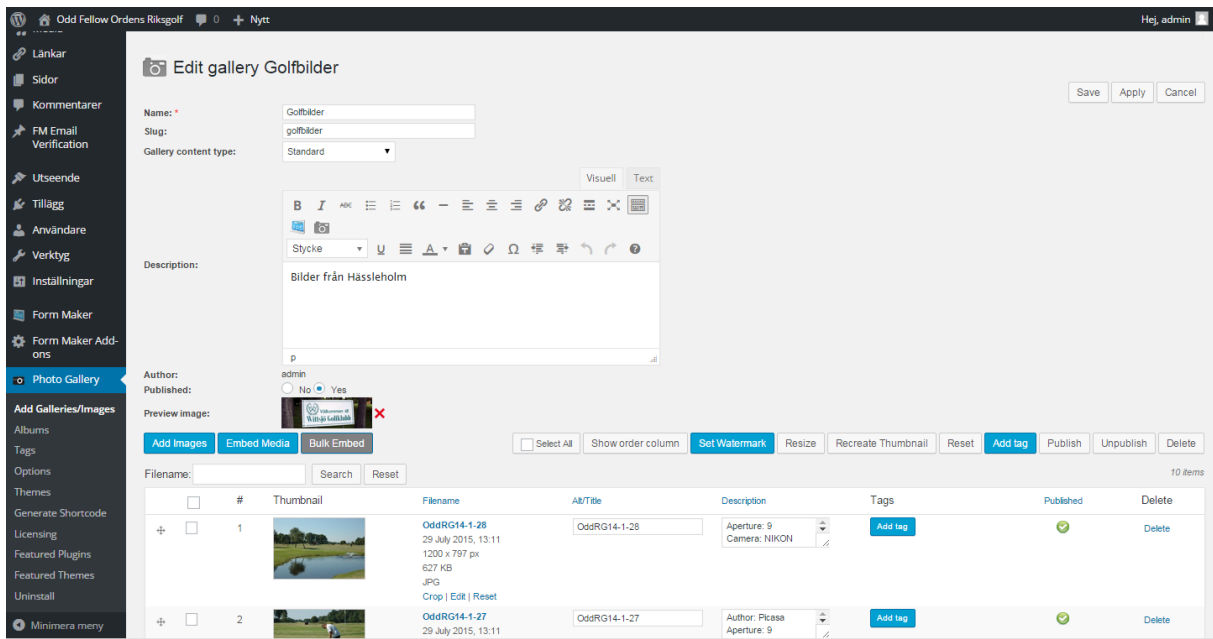 Odd Fellow Ordens Riksgolf 0 + Nytt Hej, admin
Länkar
Sidor
Kommentarer
FM Email
Verification
Utseende
Tillägg
Användare
Verktyg
Inställningar
Form Maker
Form Maker Add-
ons
Photo Gallery
Add Galleries/Images
Albums
Tags
Options
Themes
Generate Shortcode
Licensing
Featured Plugins
Featured Themes
Uninstall
Minimera meny
Edit gallery Golfbilder
Save Apply Cancel
Name: * Golfbilder
Slug: golfbilder
Gallery content type: Standard
Visuell Text
B I ABC
Stycke U A Ω
Description:
Bilder från Hässleholm
p
Author: admin
Published: No Yes
Preview image:
Välkommen till
Wittsjö Golfklubb
Add Images Embed Media Bulk Embed Select All Show order column Set Watermark Resize Recreate Thumbnail Reset Add tag Publish Unpublish Delete
Filename: Search Reset 10 items
# Thumbnail Filename Alt/Title Description Tags Published Delete
1 OddRG14-1-28 OddRG14-1-28 Aperture: 9 Add tag Delete
29 July 2015, 13:11 Camera: NIKON
1200 x 797 px
627 KB
JPG
Crop | Edit | Reset
2 OddRG14-1-27 OddRG14-1-27 Author: Picasa Add tag Delete
29 July 2015, 13:11 Aperture: 9